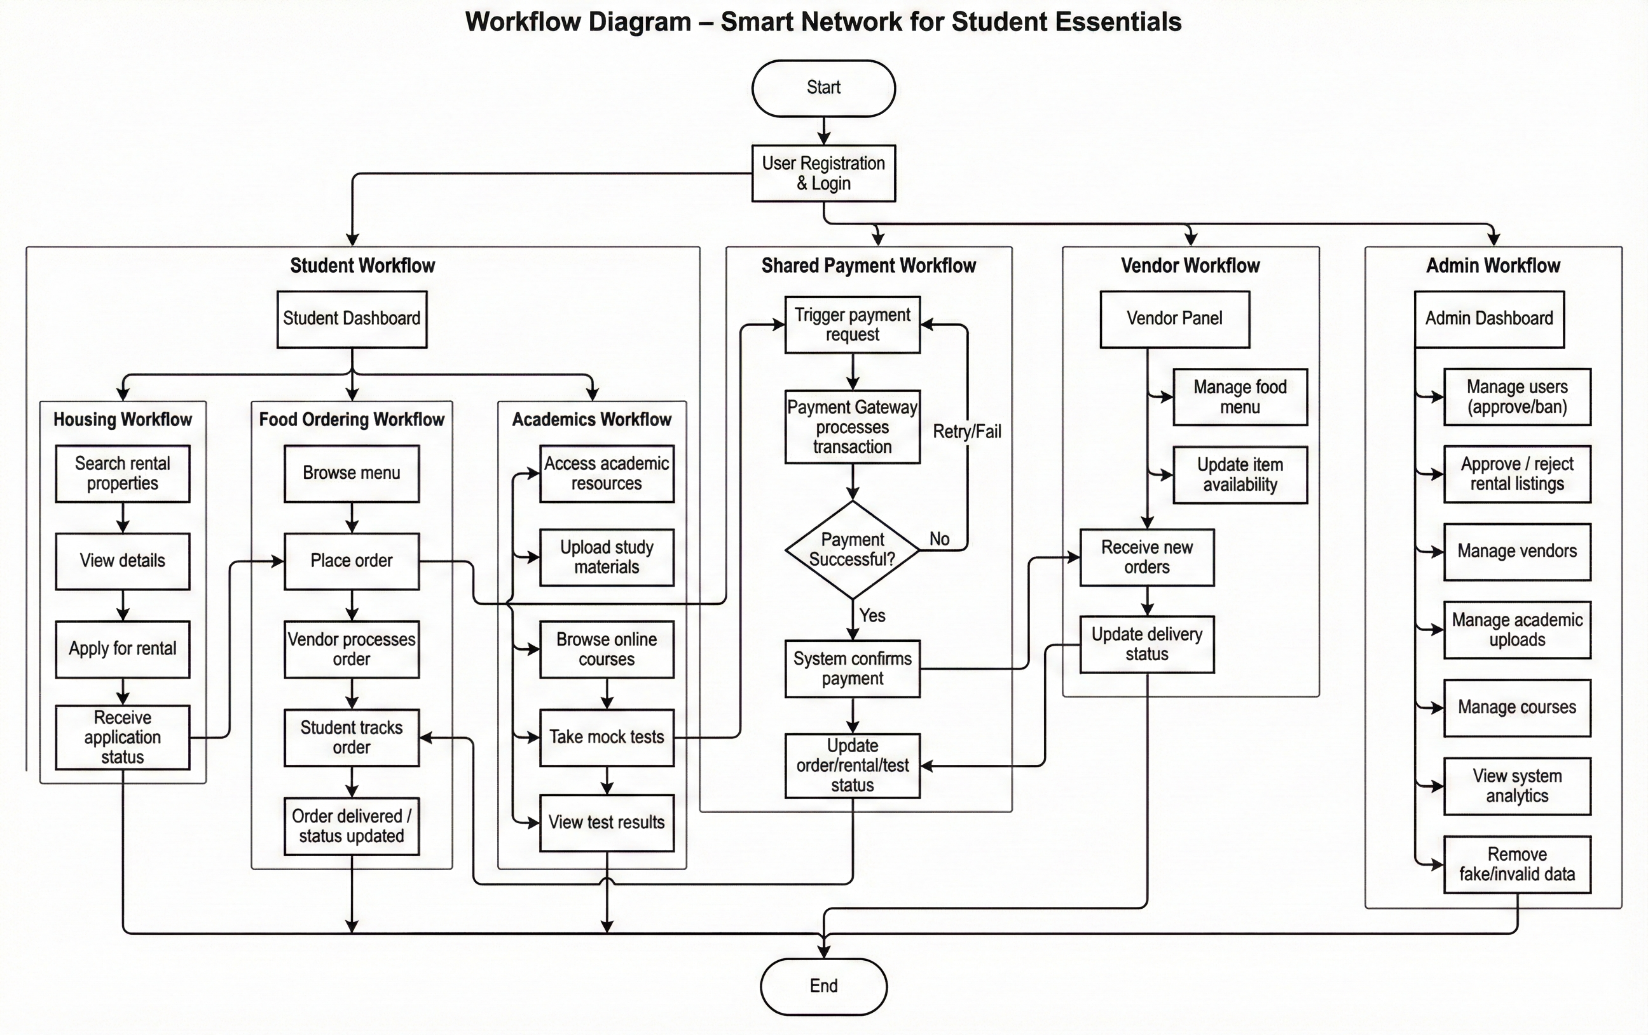 Workflow Diagram – Smart Network for Student Essentials
Start
User Registration
& Login
Student Workflow
Student Dashboard
Housing Workflow
Search rental
properties
View details
Apply for rental
Receive
application
status
Food Ordering Workflow
Browse menu
Place order
Vendor processes
order
Student tracks
order
Order delivered /
status updated
Academics Workflow
Access academic
resources
Upload study
materials
Browse online
courses
Take mock tests
View test results
Shared Payment Workflow
Trigger payment
request
Payment Gateway
processes
transaction
Retry/Fail
Payment
Successful?
No
Yes
System confirms
payment
Update
order/rental/test
status
Vendor Workflow
Vendor Panel
Manage food
menu
Update item
availability
Receive new
orders
Update delivery
status
Admin Workflow
Admin Dashboard
Manage users
(approve/ban)
Approve / reject
rental listings
Manage vendors
Manage academic
uploads
Manage courses
View system
analytics
Remove
fake/invalid data
End